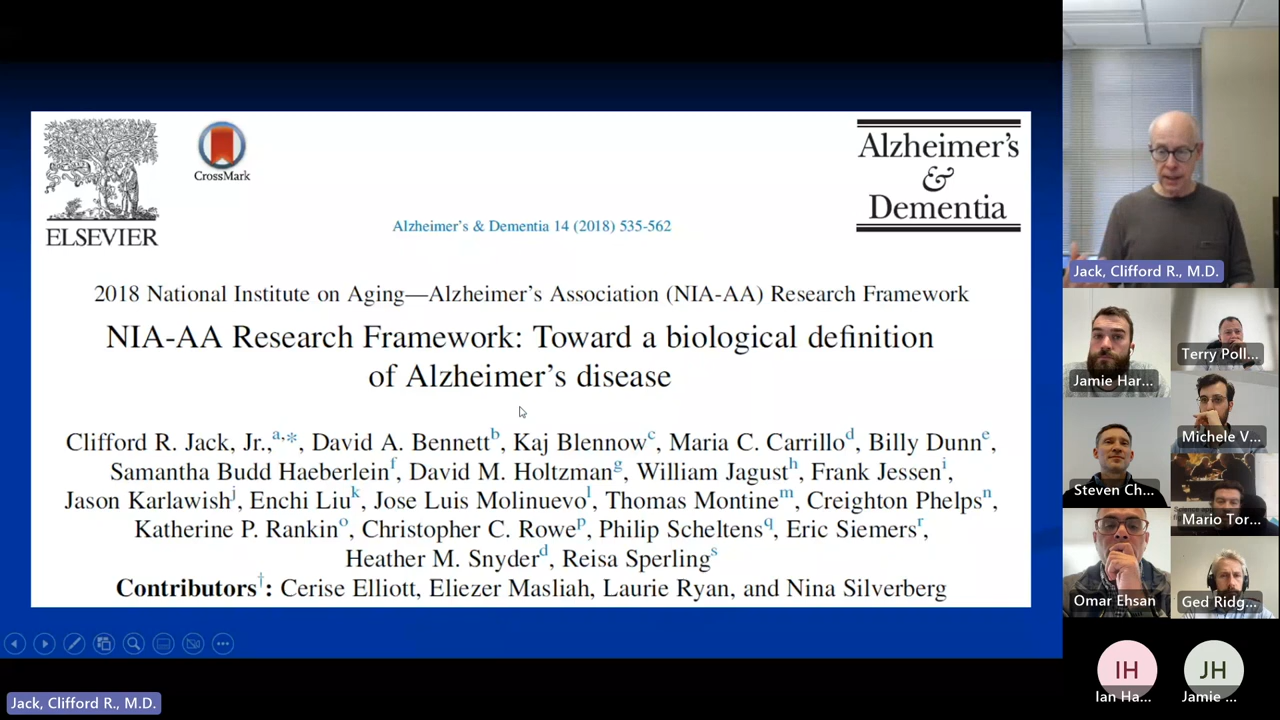 ELSEVIER
CrossMark
Alzheimer's & Dementia 14 (2018) 535-562
Alzheimer's
&
Dementia
2018 National Institute on Aging—Alzheimer's Association (NIA-AA) Research Framework
NIA-AA Research Framework: Toward a biological definition
of Alzheimer's disease
Clifford R. Jack, Jr.,a,*, David A. Bennettb, Kaj Blennowc, Maria C. Carrillod, Billy Dunne,
Samantha Budd Haeberleinf, David M. Holtzmang, William Jagusth, Frank Jesseni,
Jason Karlawishj, Enchi Liuk, Jose Luis Molinuevol, Thomas Montinem, Creighton Phelpsn,
Katherine P. Rankino, Christopher C. Rowep, Philip Scheltensq, Eric Siemersr,
Heather M. Snyderd, Reisa Sperlings
Contributors†: Cerise Elliott, Eliezer Masliah, Laurie Ryan, and Nina Silverberg
Jack, Clifford R., M.D.
Jack, Clifford R., M.D.
Jamie Har...
Terry Poll...
Michele V...
Steven Ch...
Mario Tor...
Omar Ehsan
Ged Ridg...
IH
JH
Ian Ha...
Jamie ...